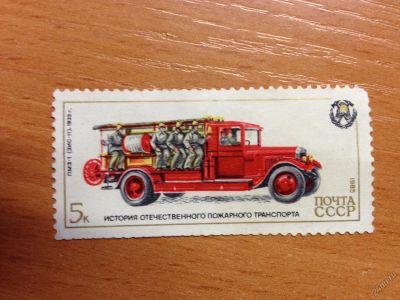 ПМЗ-1 (ЗИС-11). 1933 г.
5к
ИСТОРИЯ ОТЕЧЕСТВЕННОГО ПОЖАРНОГО ТРАНСПОРТА
1985
ПОЧТА
СССР